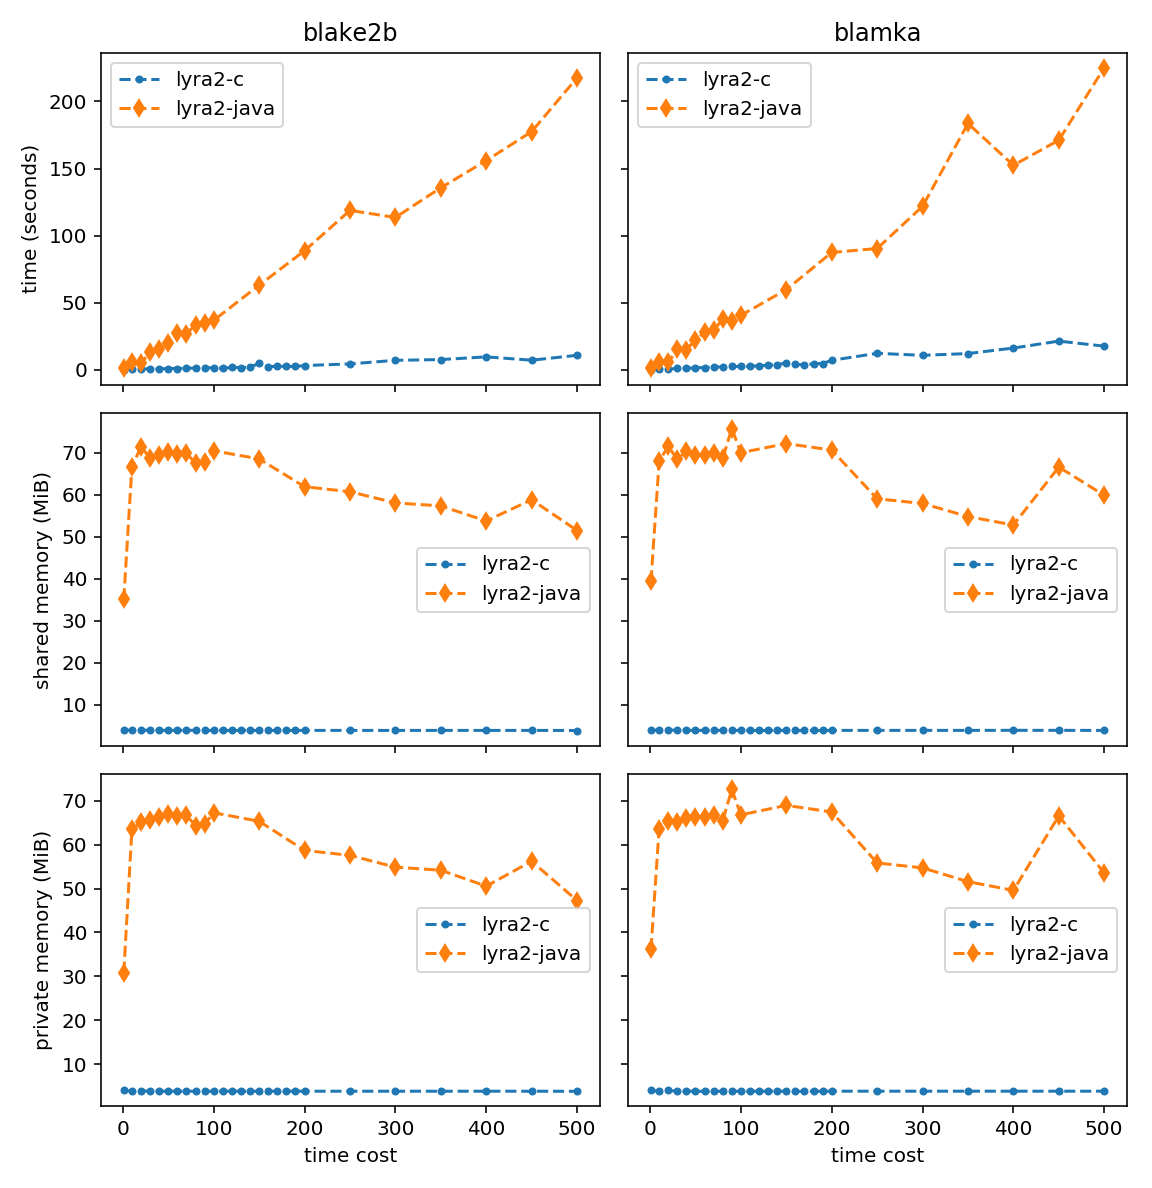 blake2b
blamka
time (seconds)
200
150
100
50
0
lyra2-c
lyra2-java
lyra2-c
lyra2-java
shared memory (MiB)
70
60
50
40
30
20
10
lyra2-c
lyra2-java
lyra2-c
lyra2-java
private memory (MiB)
70
60
50
40
30
20
10
lyra2-c
lyra2-java
lyra2-c
lyra2-java
0 100 200 300 400 500
0 100 200 300 400 500
time cost
time cost